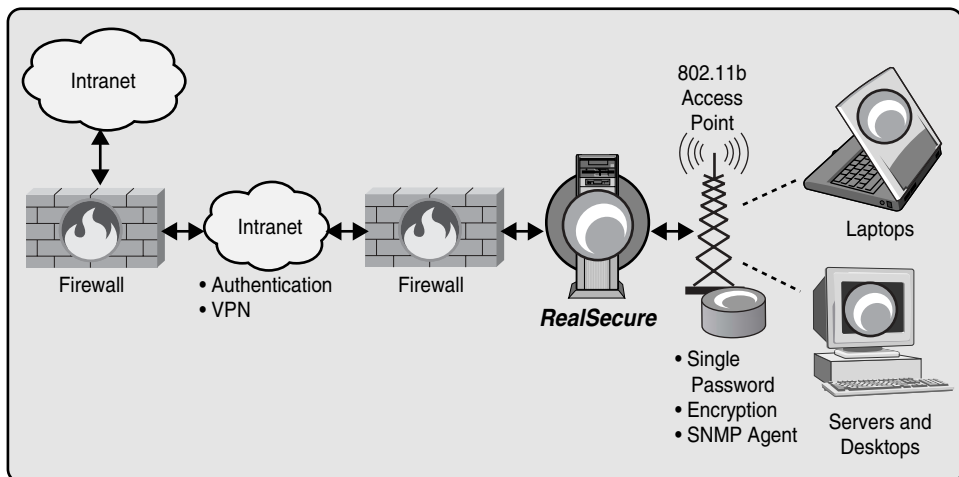 Intranet
802.11b
Access
Point
Intranet
Laptops
Firewall
• Authentication
• VPN
Firewall
RealSecure
• Single
Password
• Encryption
• SNMP Agent
Servers and
Desktops